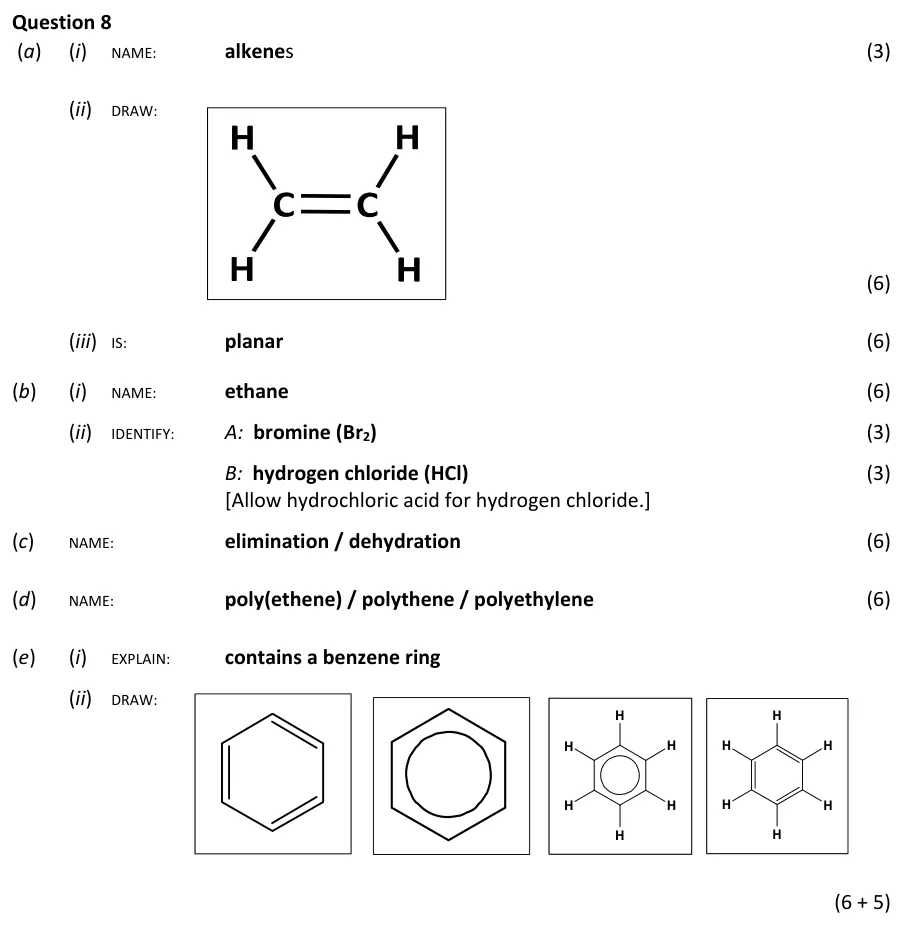 Question 8
(a) (i) NAME: alkenes (3)
(ii) DRAW:
H H
C C
H H
(6)
(iii) IS: planar (6)
(b) (i) NAME: ethane (6)
(ii) IDENTIFY: A: bromine (Br₂) (3)
B: hydrogen chloride (HCl) (3)
[Allow hydrochloric acid for hydrogen chloride.]
(c) NAME: elimination / dehydration (6)
(d) NAME: poly(ethene) / polythene / polyethylene (6)
(e) (i) EXPLAIN: contains a benzene ring
(ii) DRAW:
H H
H H H H
H H H H
H H
(6 + 5)